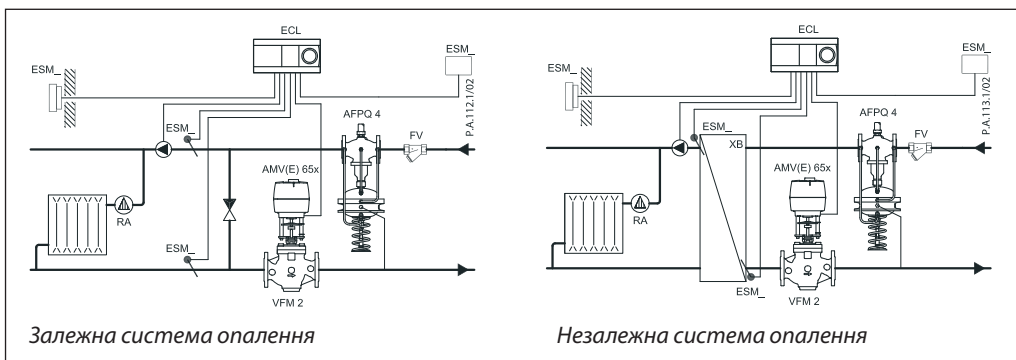 ECL
ESM_
ESM_
P.A.112.1/02
AFPQ 4
ESM_
FV
AMV(E) 65x
RA
ESM_
VFM 2
Залежна система опалення
ECL
ESM_
ESM_
P.A.113.1/02
AFPQ 4
ESM_
FV
XB
AMV(E) 65x
RA
ESM_
VFM 2
Незалежна система опалення